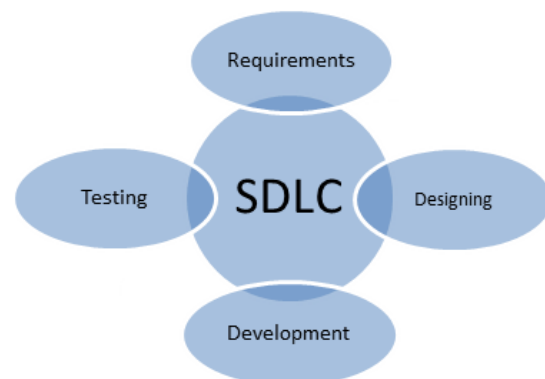 Requirements
Testing
SDLC
Designing
Development